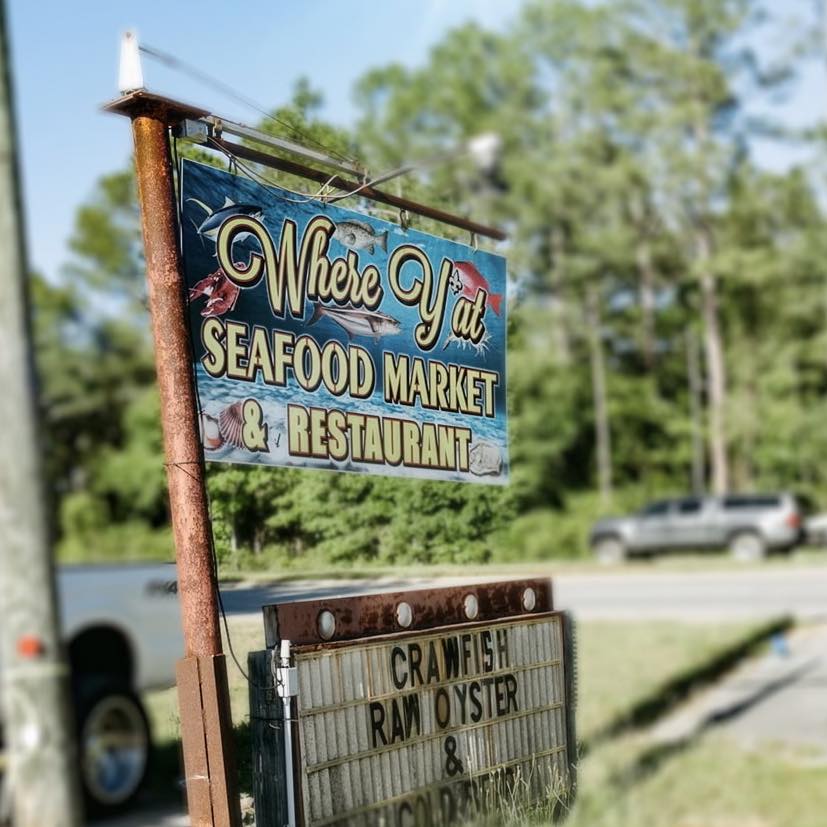 Where Y'at
SEAFOOD MARKET
& RESTAURANT
CRAWFISH
RAW OYSTER
&